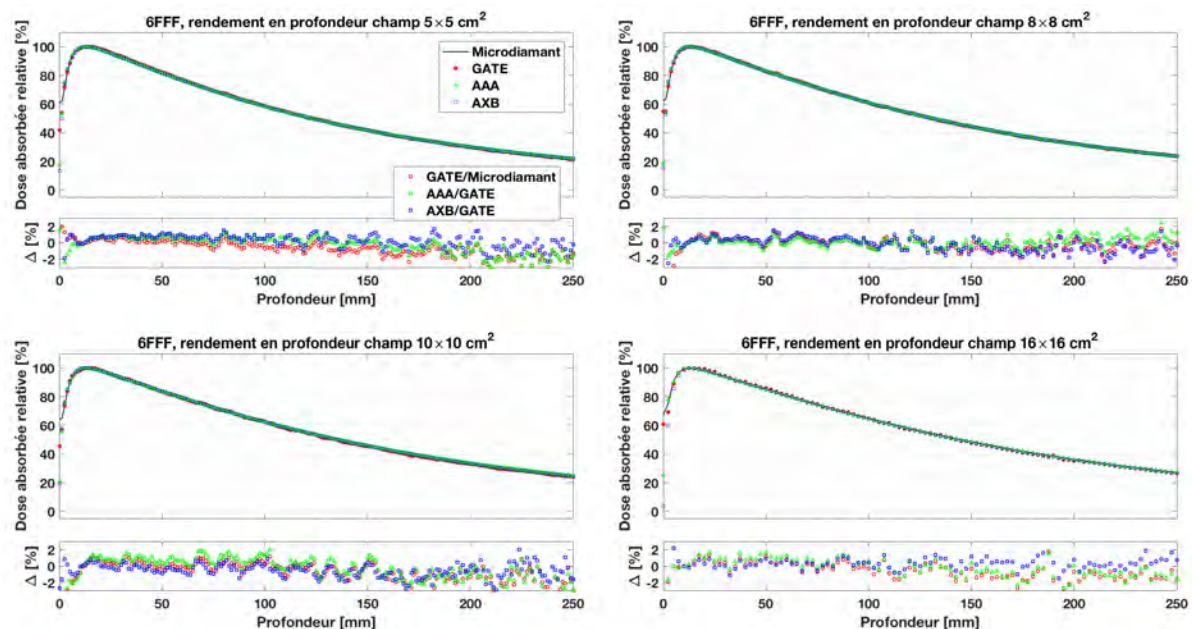 6FFF, rendement en profondeur champ 5×5 cm²
Dose absorbée relative [%]
100
80
60
40
20
0
Microdiamant
GATE
AAA
AXB
GATE/Microdiamant
AAA/GATE
AXB/GATE
Δ [%]
2
0
-2
0 50 100 150 200 250
Profondeur [mm]
6FFF, rendement en profondeur champ 8×8 cm²
Dose absorbée relative [%]
100
80
60
40
20
0
Δ [%]
2
0
-2
0 50 100 150 200 250
Profondeur [mm]
6FFF, rendement en profondeur champ 10×10 cm²
Dose absorbée relative [%]
100
80
60
40
20
0
Δ [%]
2
0
-2
0 50 100 150 200 250
Profondeur [mm]
6FFF, rendement en profondeur champ 16×16 cm²
Dose absorbée relative [%]
100
80
60
40
20
0
Δ [%]
2
0
-2
0 50 100 150 200 250
Profondeur [mm]